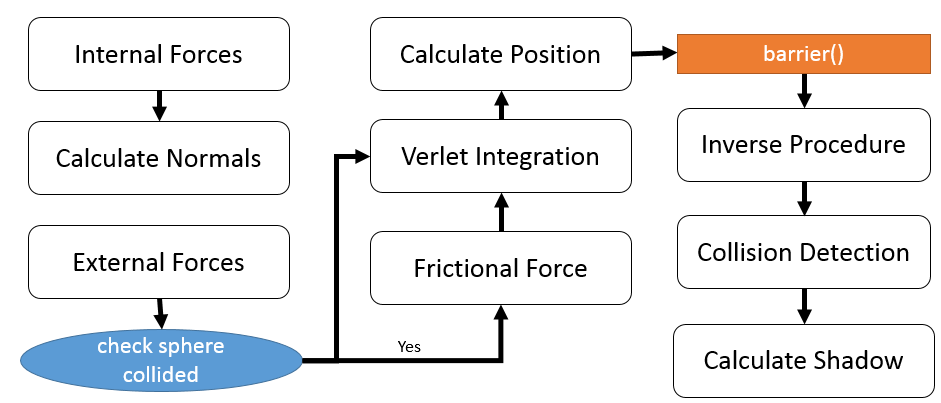 Internal Forces
Calculate Normals
External Forces
check sphere
collided
Yes
Frictional Force
Verlet Integration
Calculate Position
barrier()
Inverse Procedure
Collision Detection
Calculate Shadow